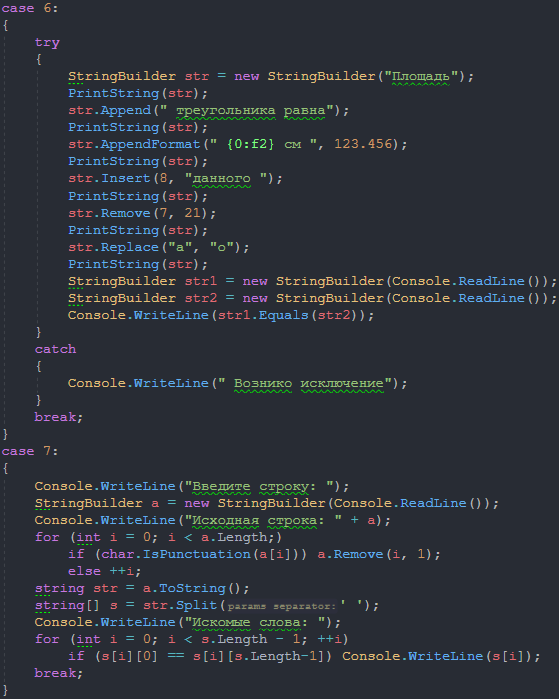 case 6:
{
try
{
StringBuilder str = new StringBuilder("Площадь");
PrintString(str);
str.Append(" треугольника равна");
PrintString(str);
str.AppendFormat(" {0:f2} см ", 123.456);
PrintString(str);
str.Insert(8, "данного ");
PrintString(str);
str.Remove(7, 21);
PrintString(str);
str.Replace("а", "о");
PrintString(str);
StringBuilder str1 = new StringBuilder(Console.ReadLine());
StringBuilder str2 = new StringBuilder(Console.ReadLine());
Console.WriteLine(str1.Equals(str2));
}
catch
{
Console.WriteLine(" Вознико исключение");
}
break;
}
case 7:
{
Console.WriteLine("Введите строку: ");
StringBuilder a = new StringBuilder(Console.ReadLine());
Console.WriteLine("Исходная строка: " + a);
for (int i = 0; i < a.Length;)
if (char.IsPunctuation(a[i])) a.Remove(i, 1);
else ++i;
string str = a.ToString();
string[] s = str.Split(params separator: ' ');
Console.WriteLine("Искомые слова: ");
for (int i = 0; i < s.Length - 1; ++i)
if (s[i][0] == s[i][s.Length-1]) Console.WriteLine(s[i]);
break;
}